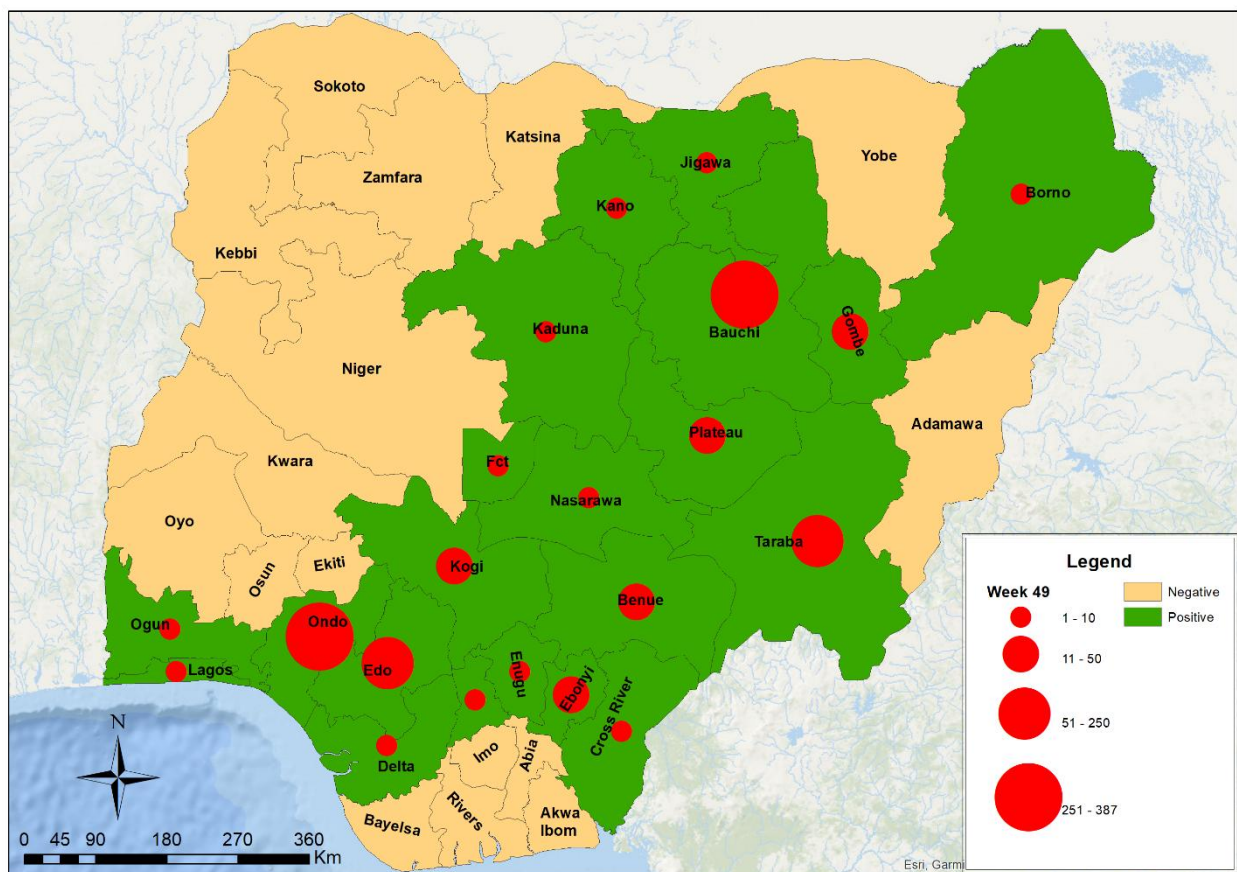 Sokoto
Katsina
Zamfara
Jigawa
Yobe
Borno
Kano
Kebbi
Kaduna
Bauchi
Gombe
Niger
Adamawa
Plateau
Kwara
Fct
Nasarawa
Oyo
Taraba
Osun
Ekiti
Kogi
Benue
Ogun
Ondo
Lagos
Edo
Enugu
Ebonyi
Cross River
Delta
Imo
Abia
Bayelsa
Rivers
Akwa
Ibom
N
0 45 90 180 270 360
Km
Legend
Week 49
1 - 10
11 - 50
51 - 250
251 - 387
Negative
Positive
Esri, Garmi